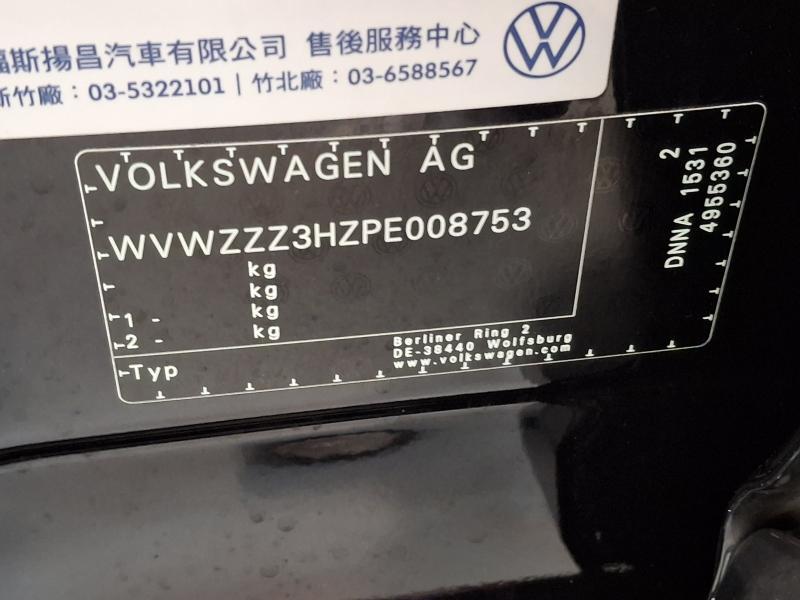 福斯揚昌汽車有限公司 售後服務中心
新竹廠：03-5322101｜竹北廠：03-6588567
VOLKSWAGEN AG
WVWZZZ3HZPE008753
kg
kg
1 - kg
2 - kg
Typ
Berliner Ring 2
DE-38440 Wolfsburg
www.volkswagen.com
2
DNNA 1531
4955360